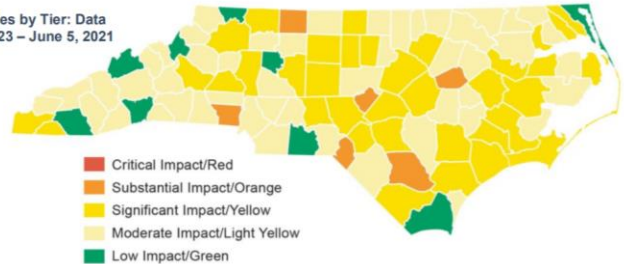 es by Tier: Data
23 – June 5, 2021
Critical Impact/Red
Substantial Impact/Orange
Significant Impact/Yellow
Moderate Impact/Light Yellow
Low Impact/Green